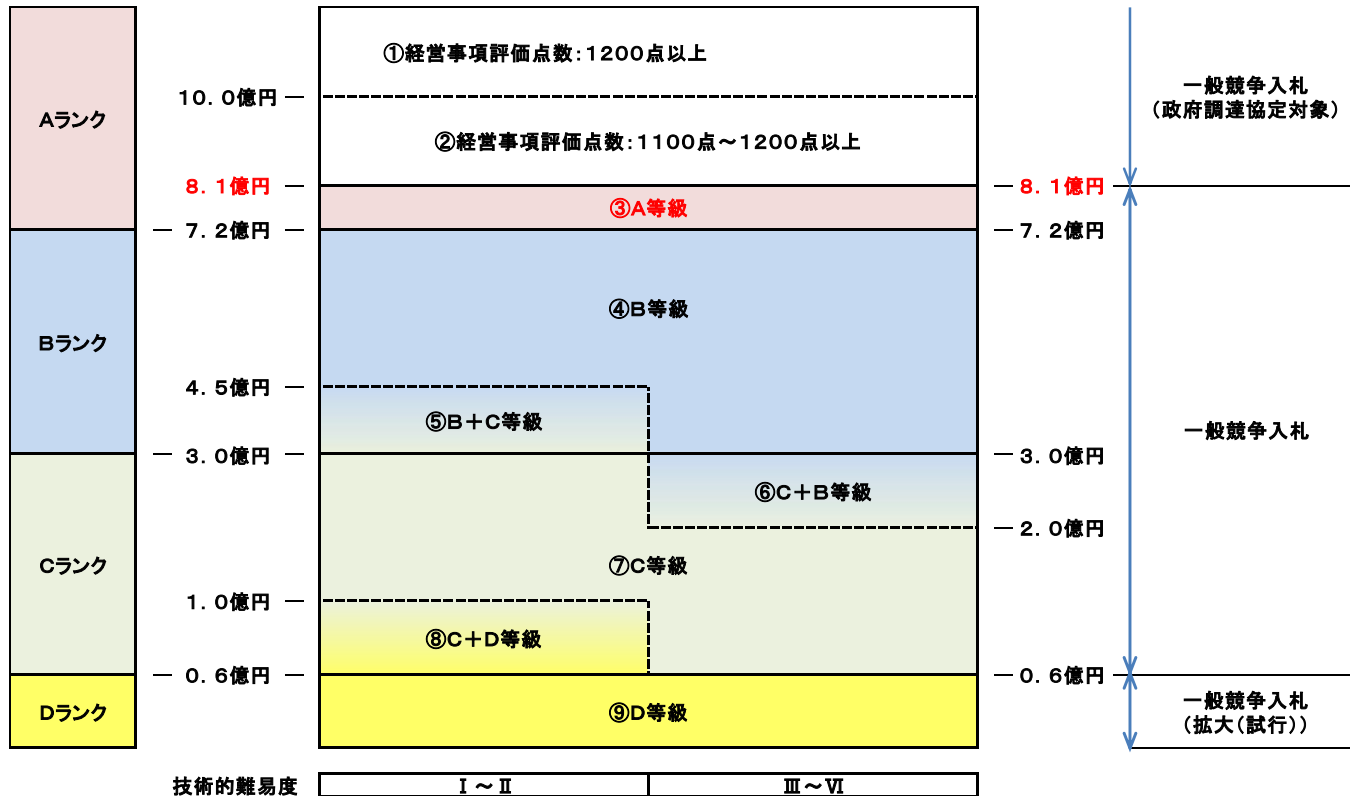 ①経営事項評価点数:1200点以上
10.0億円
一般競争入札
(政府調達協定対象)
Aランク
②経営事項評価点数:1100点~1200点以上
8.1億円
8.1億円
③A等級
7.2億円
7.2億円
④B等級
Bランク
4.5億円
⑤B+C等級
一般競争入札
3.0億円
3.0億円
⑥C+B等級
2.0億円
Cランク
⑦C等級
1.0億円
⑧C+D等級
0.6億円
0.6億円
Dランク
⑨D等級
一般競争入札
(拡大(試行))
技術的難易度
Ⅰ~Ⅱ
Ⅲ~Ⅵ